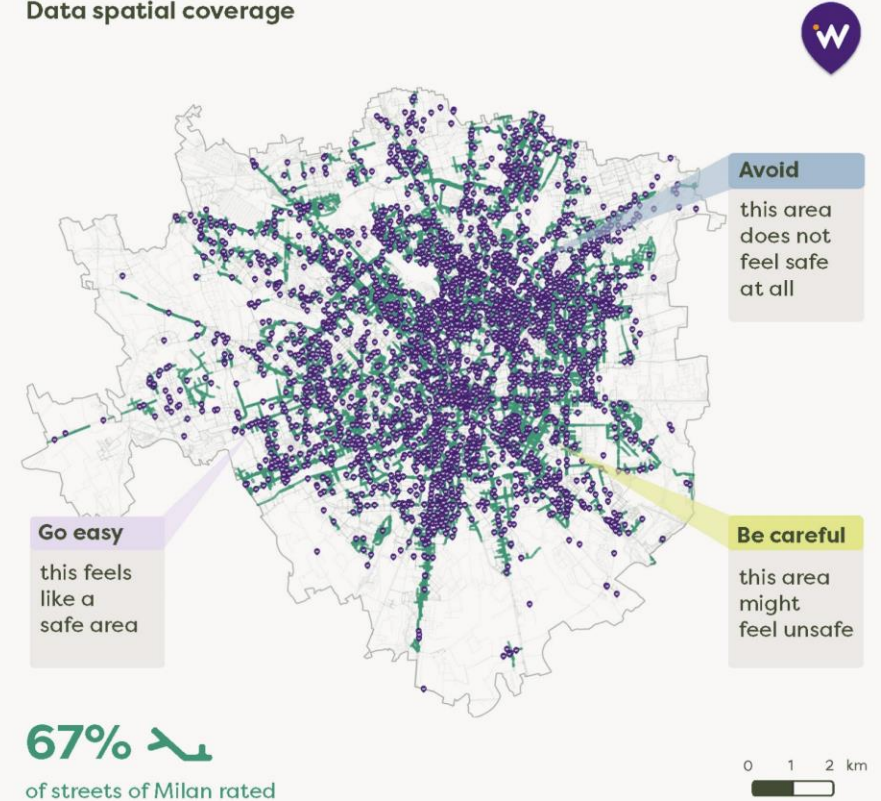 Data spatial coverage
w
Avoid
this area
does not
feel safe
at all
Go easy
this feels
like a
safe area
Be careful
this area
might
feel unsafe
67%
of streets of Milan rated
0 1 2 km